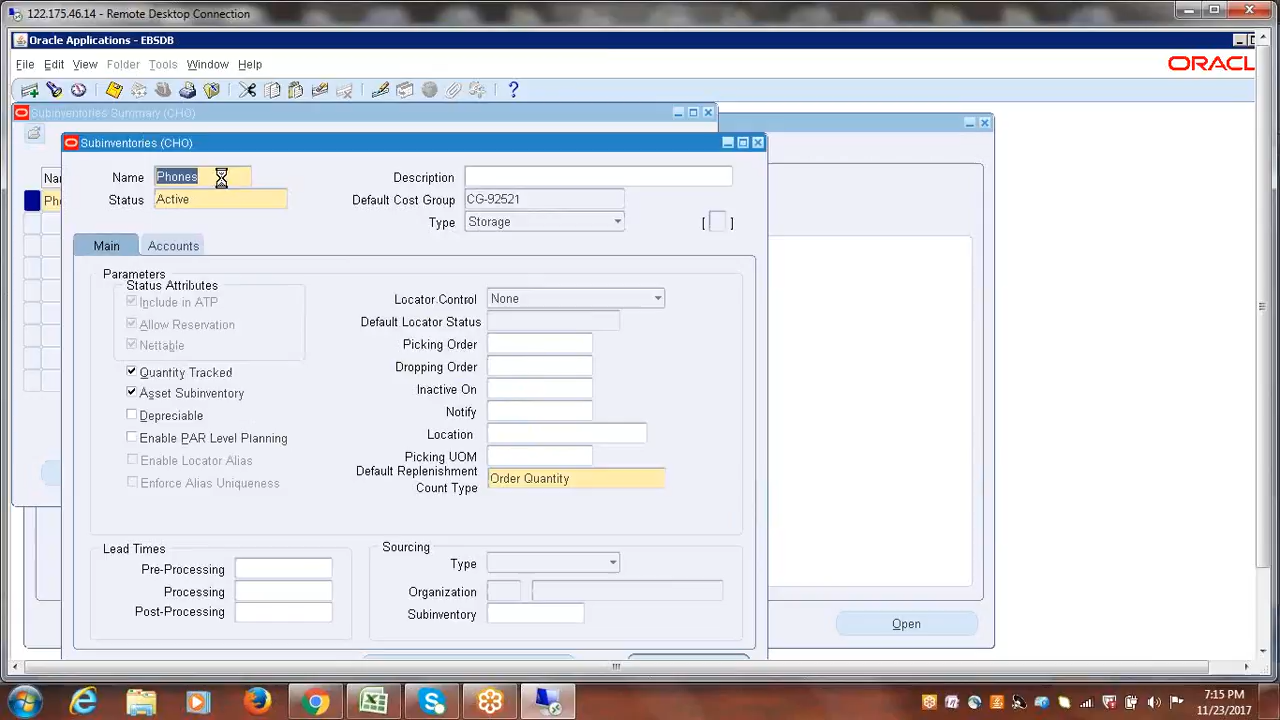 122.175.46.14 - Remote Desktop Connection
Oracle Applications - EBSDB
File Edit View Folder Tools Window Help
ORACL
Subinventories Summary (CHO)
Subinventories (CHO)
Name Phones Description
Status Active Default Cost Group CG-92521
Type Storage [ ]
Main Accounts
Parameters
Status Attributes
Include in ATP
Allow Reservation
Nettable
Quantity Tracked
Asset Subinventory
Depreciable
Enable PAR Level Planning
Enable Locator Alias
Enforce Alias Uniqueness
Locator Control None
Default Locator Status
Picking Order
Dropping Order
Inactive On
Notify
Location
Picking UOM
Default Replenishment
Count Type Order Quantity
Lead Times
Pre-Processing
Processing
Post-Processing
Sourcing
Type
Organization
Subinventory
Open
7:15 PM
11/23/2017